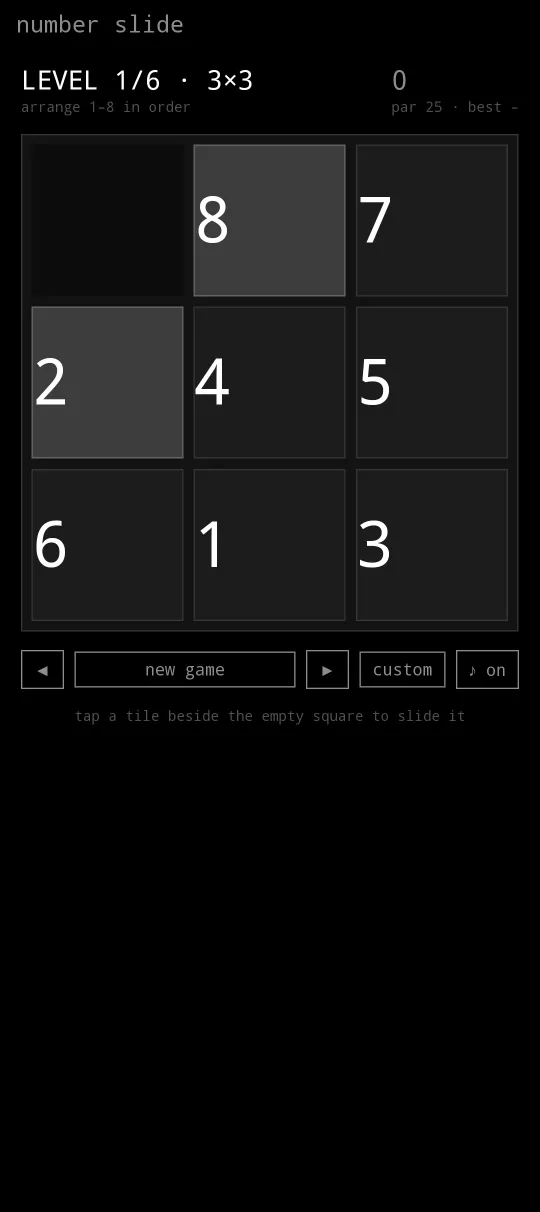 number slide
LEVEL 1/6 · 3×3 0
arrange 1–8 in order par 25 · best –
8 7
2 4 5
6 1 3
◀ new game ▶ custom ♪ on
tap a tile beside the empty square to slide it